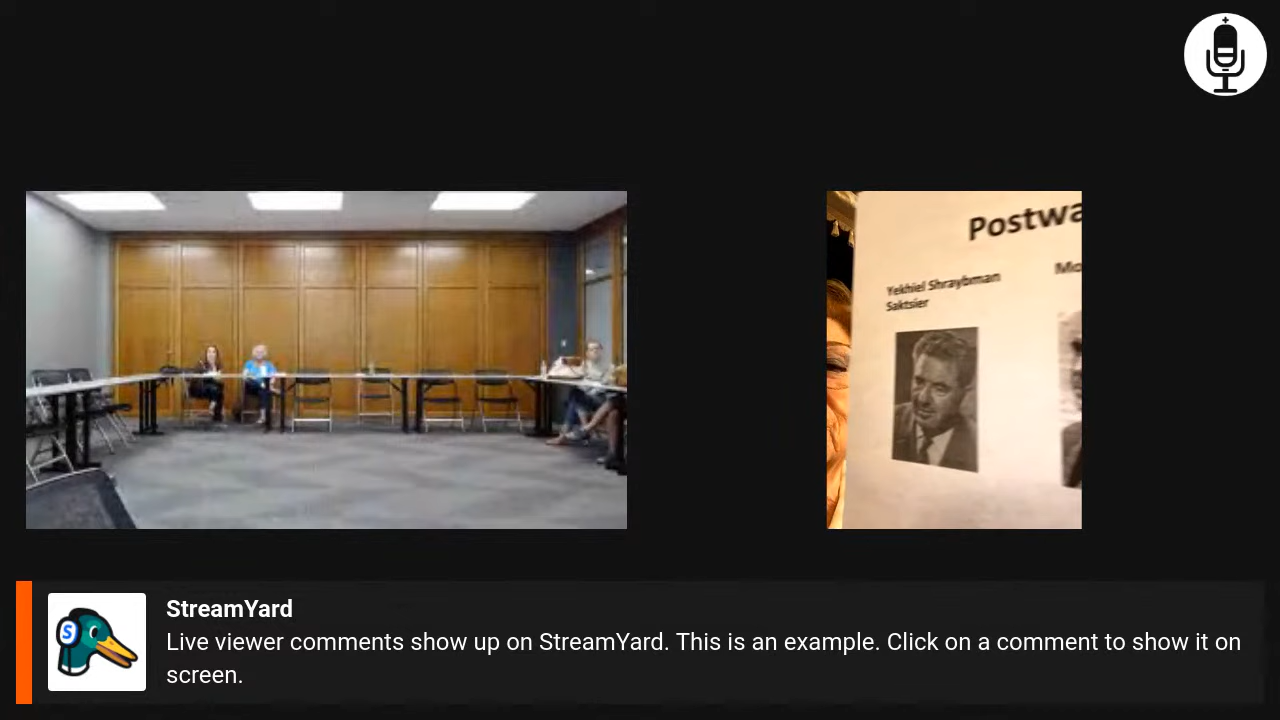 Postwa
Mo
Yekhiel Shraybman
Saktsier
S
StreamYard
Live viewer comments show up on StreamYard. This is an example. Click on a comment to show it on
screen.